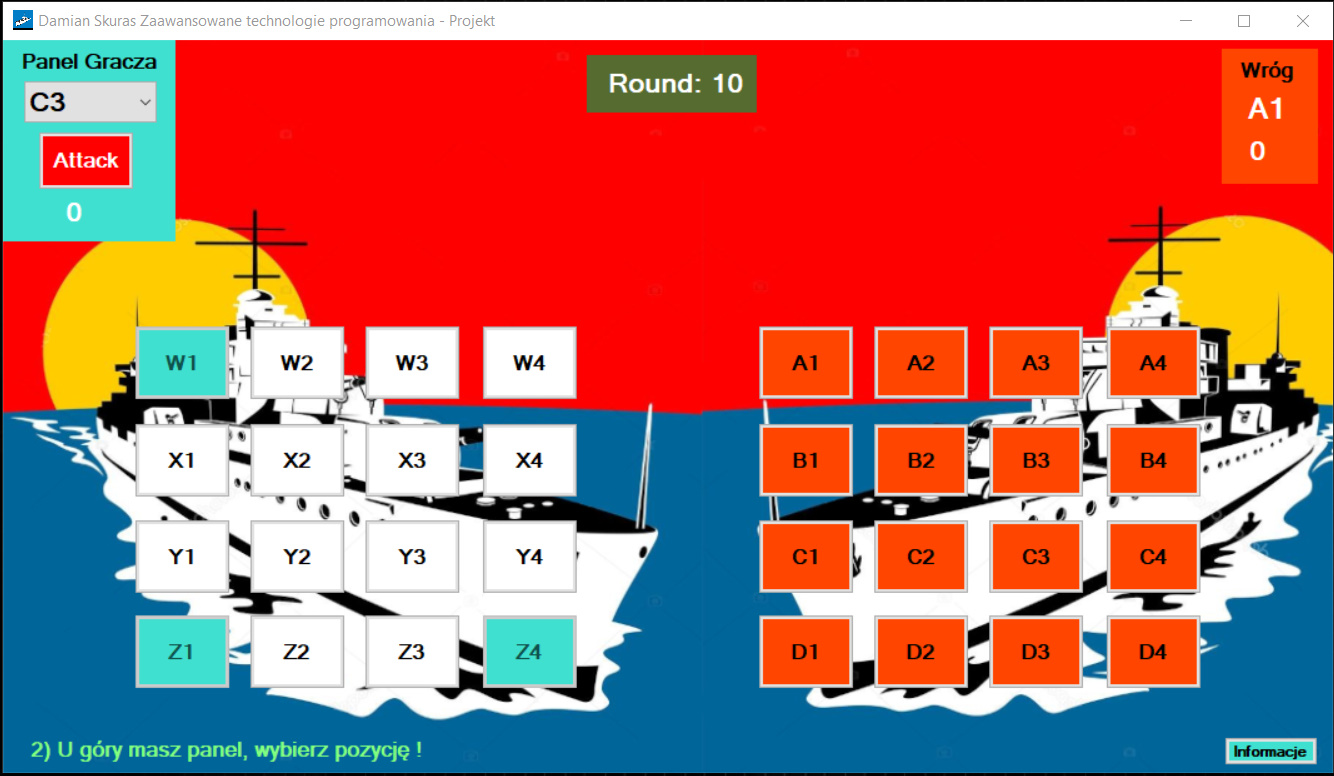 Damian Skuras Zaawansowane technologie programowania - Projekt
Panel Gracza
C3
Attack
0
Round: 10
Wróg
A1
0
W1 W2 W3 W4
X1 X2 X3 X4
Y1 Y2 Y3 Y4
Z1 Z2 Z3 Z4
A1 A2 A3 A4
B1 B2 B3 B4
C1 C2 C3 C4
D1 D2 D3 D4
2) U góry masz panel, wybierz pozycję !
Informacje